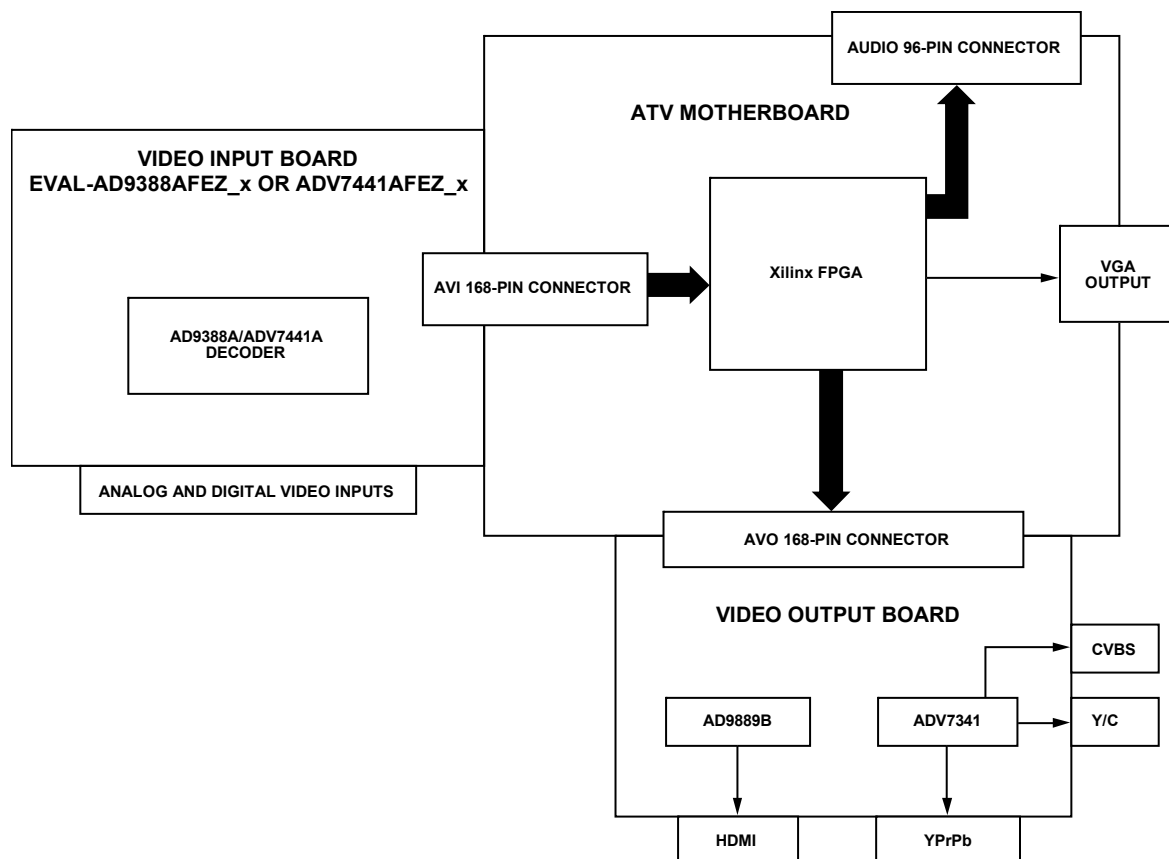 AUDIO 96-PIN CONNECTOR
ATV MOTHERBOARD
VIDEO INPUT BOARD
EVAL-AD9388AFEZ_x OR ADV7441AFEZ_x
AVI 168-PIN CONNECTOR
Xilinx FPGA
VGA
OUTPUT
AD9388A/ADV7441A
DECODER
ANALOG AND DIGITAL VIDEO INPUTS
AVO 168-PIN CONNECTOR
VIDEO OUTPUT BOARD
CVBS
AD9889B
ADV7341
Y/C
HDMI
YPrPb